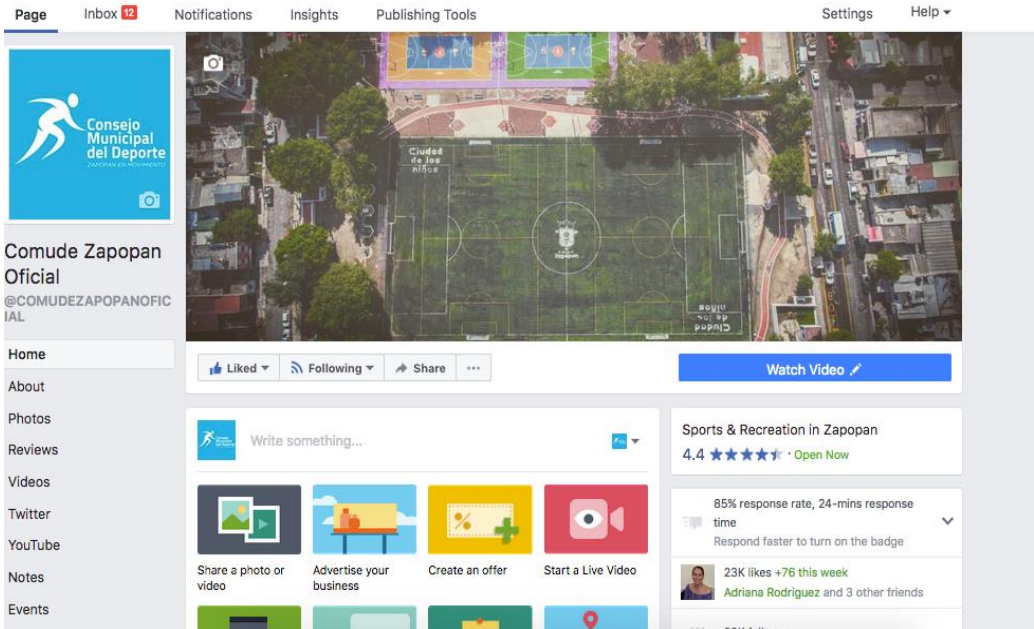 Page
Inbox 12
Notifications
Insights
Publishing Tools
Settings
Help
Consejo
Municipal
del Deporte
ZAPOPAN EN MOVIMIENTO
Ciudad
de los
niños
Zapopan
Ciudad
de los
niños
Comude Zapopan
Oficial
@COMUDEZAPOPANOFIC
IAL
Home
About
Photos
Reviews
Videos
Twitter
YouTube
Notes
Events
Liked
Following
Share
Watch Video
Write something...
Share a photo or
video
Advertise your
business
Create an offer
Start a Live Video
Sports & Recreation in Zapopan
4.4 ★★★★★ · Open Now
85% response rate, 24-mins response
time
Respond faster to turn on the badge
23K likes +76 this week
Adriana Rodriguez and 3 other friends